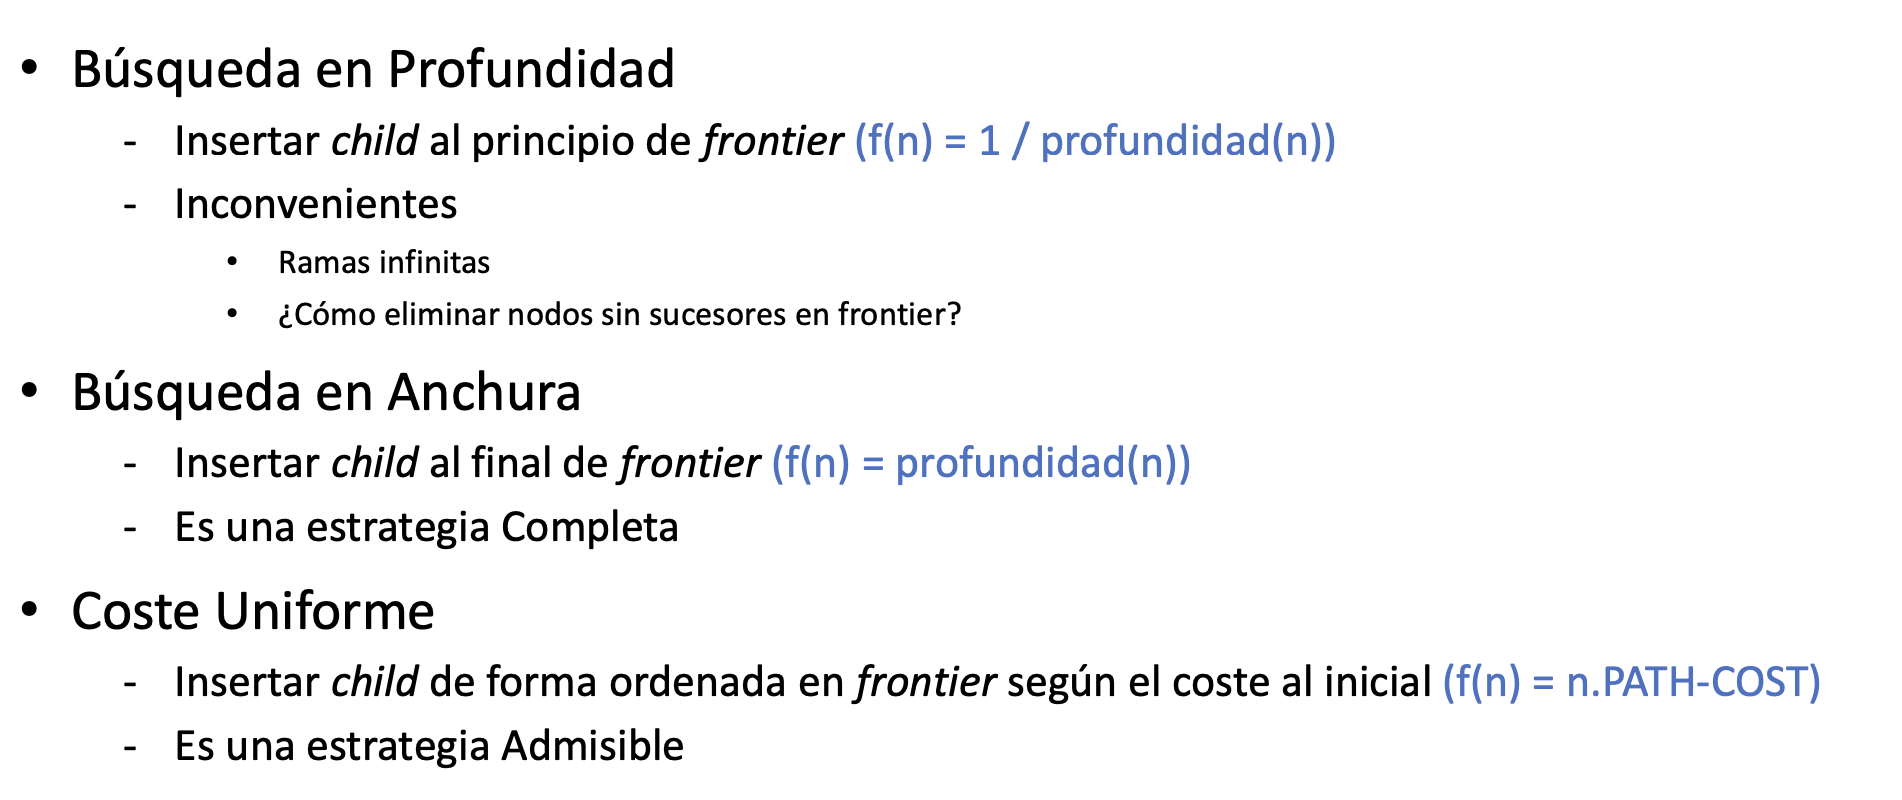 • Búsqueda en Profundidad
- Insertar child al principio de frontier (f(n) = 1 / profundidad(n))
- Inconvenientes
• Ramas infinitas
• ¿Cómo eliminar nodos sin sucesores en frontier?
• Búsqueda en Anchura
- Insertar child al final de frontier (f(n) = profundidad(n))
- Es una estrategia Completa
• Coste Uniforme
- Insertar child de forma ordenada en frontier según el coste al inicial (f(n) = n.PATH-COST)
- Es una estrategia Admisible